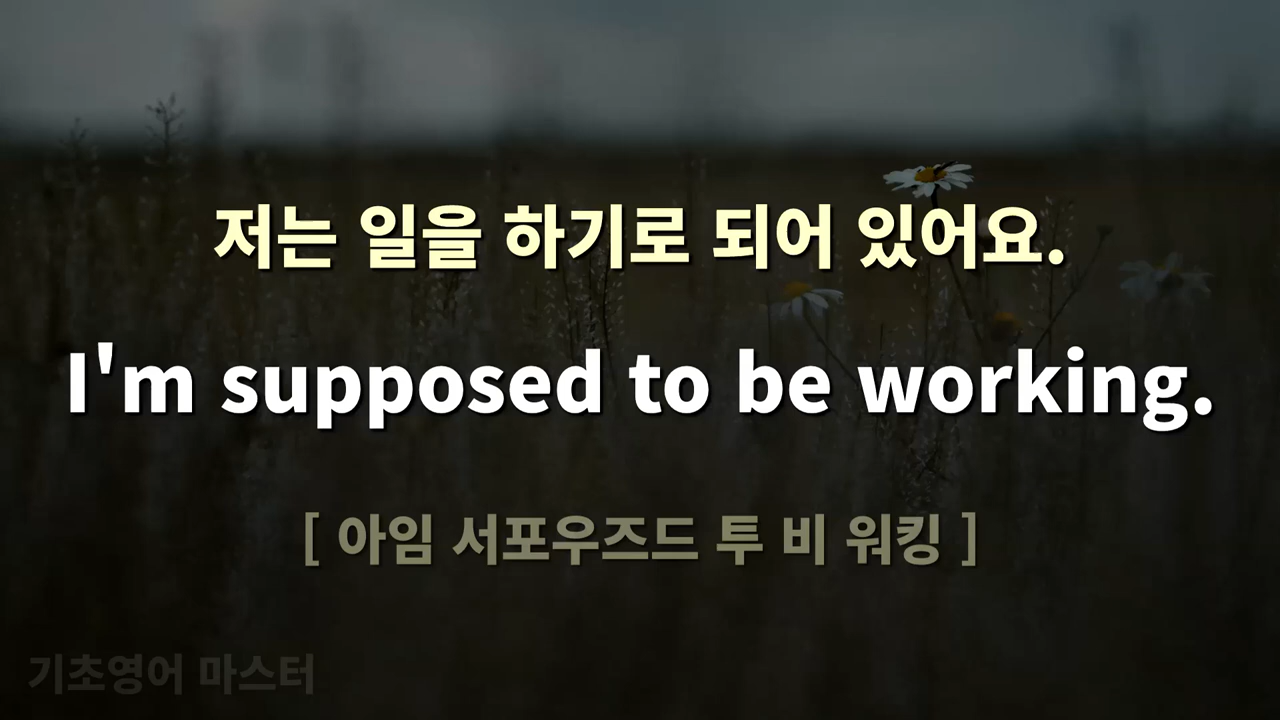 저는 일을 하기로 되어 있어요.
I'm supposed to be working.
[ 아임 서포우즈드 투 비 워킹 ]
기초영어 마스터